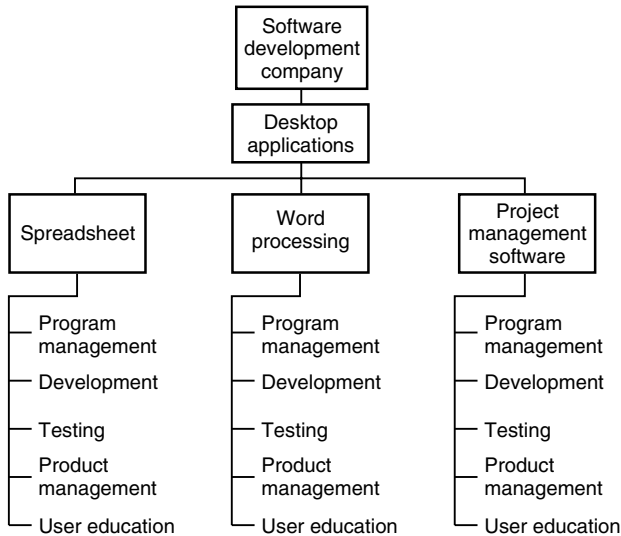 Software
development
company
Desktop
applications
Spreadsheet
Word
processing
Project
management
software
Program
management
Development
Testing
Product
management
User education
Program
management
Development
Testing
Product
management
User education
Program
management
Development
Testing
Product
management
User education